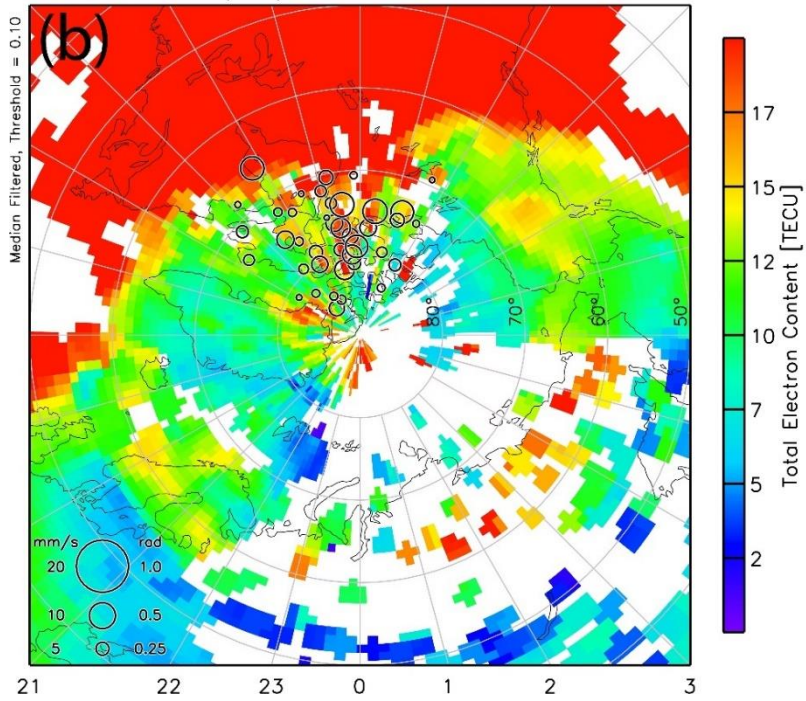 (b)
Median Filtered, Threshold = 0.10
80°
70°
60°
50°
mm/s rad
20 1.0
10 0.5
5 0.25
21 22 23 0 1 2 3
17
15
12
10
7
5
2
Total Electron Content [TECU]